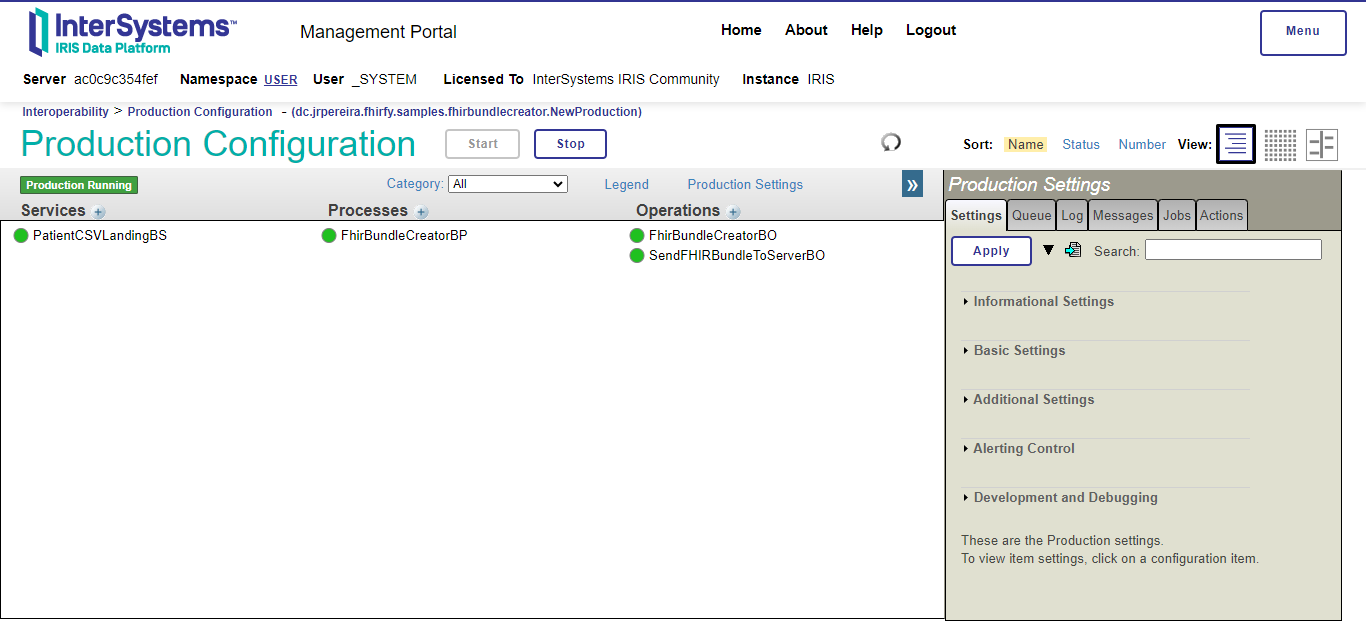 InterSystems™
IRIS Data Platform
Management Portal
Home About Help Logout
Menu
Server ac0c9c354fef Namespace USER User _SYSTEM Licensed To InterSystems IRIS Community Instance IRIS
Interoperability > Production Configuration - (dc.jrpereira.fhirfy.samples.fhirbundlecreator.NewProduction)
Production Configuration Start Stop
Sort: Name Status Number View:
Production Running Category: All Legend Production Settings »
Services + Processes + Operations +
PatientCSVLandingBS FhirBundleCreatorBP FhirBundleCreatorBO
SendFHIRBundleToServerBO
Production Settings
Settings Queue Log Messages Jobs Actions
Apply Search:
Informational Settings
Basic Settings
Additional Settings
Alerting Control
Development and Debugging
These are the Production settings.
To view item settings, click on a configuration item.